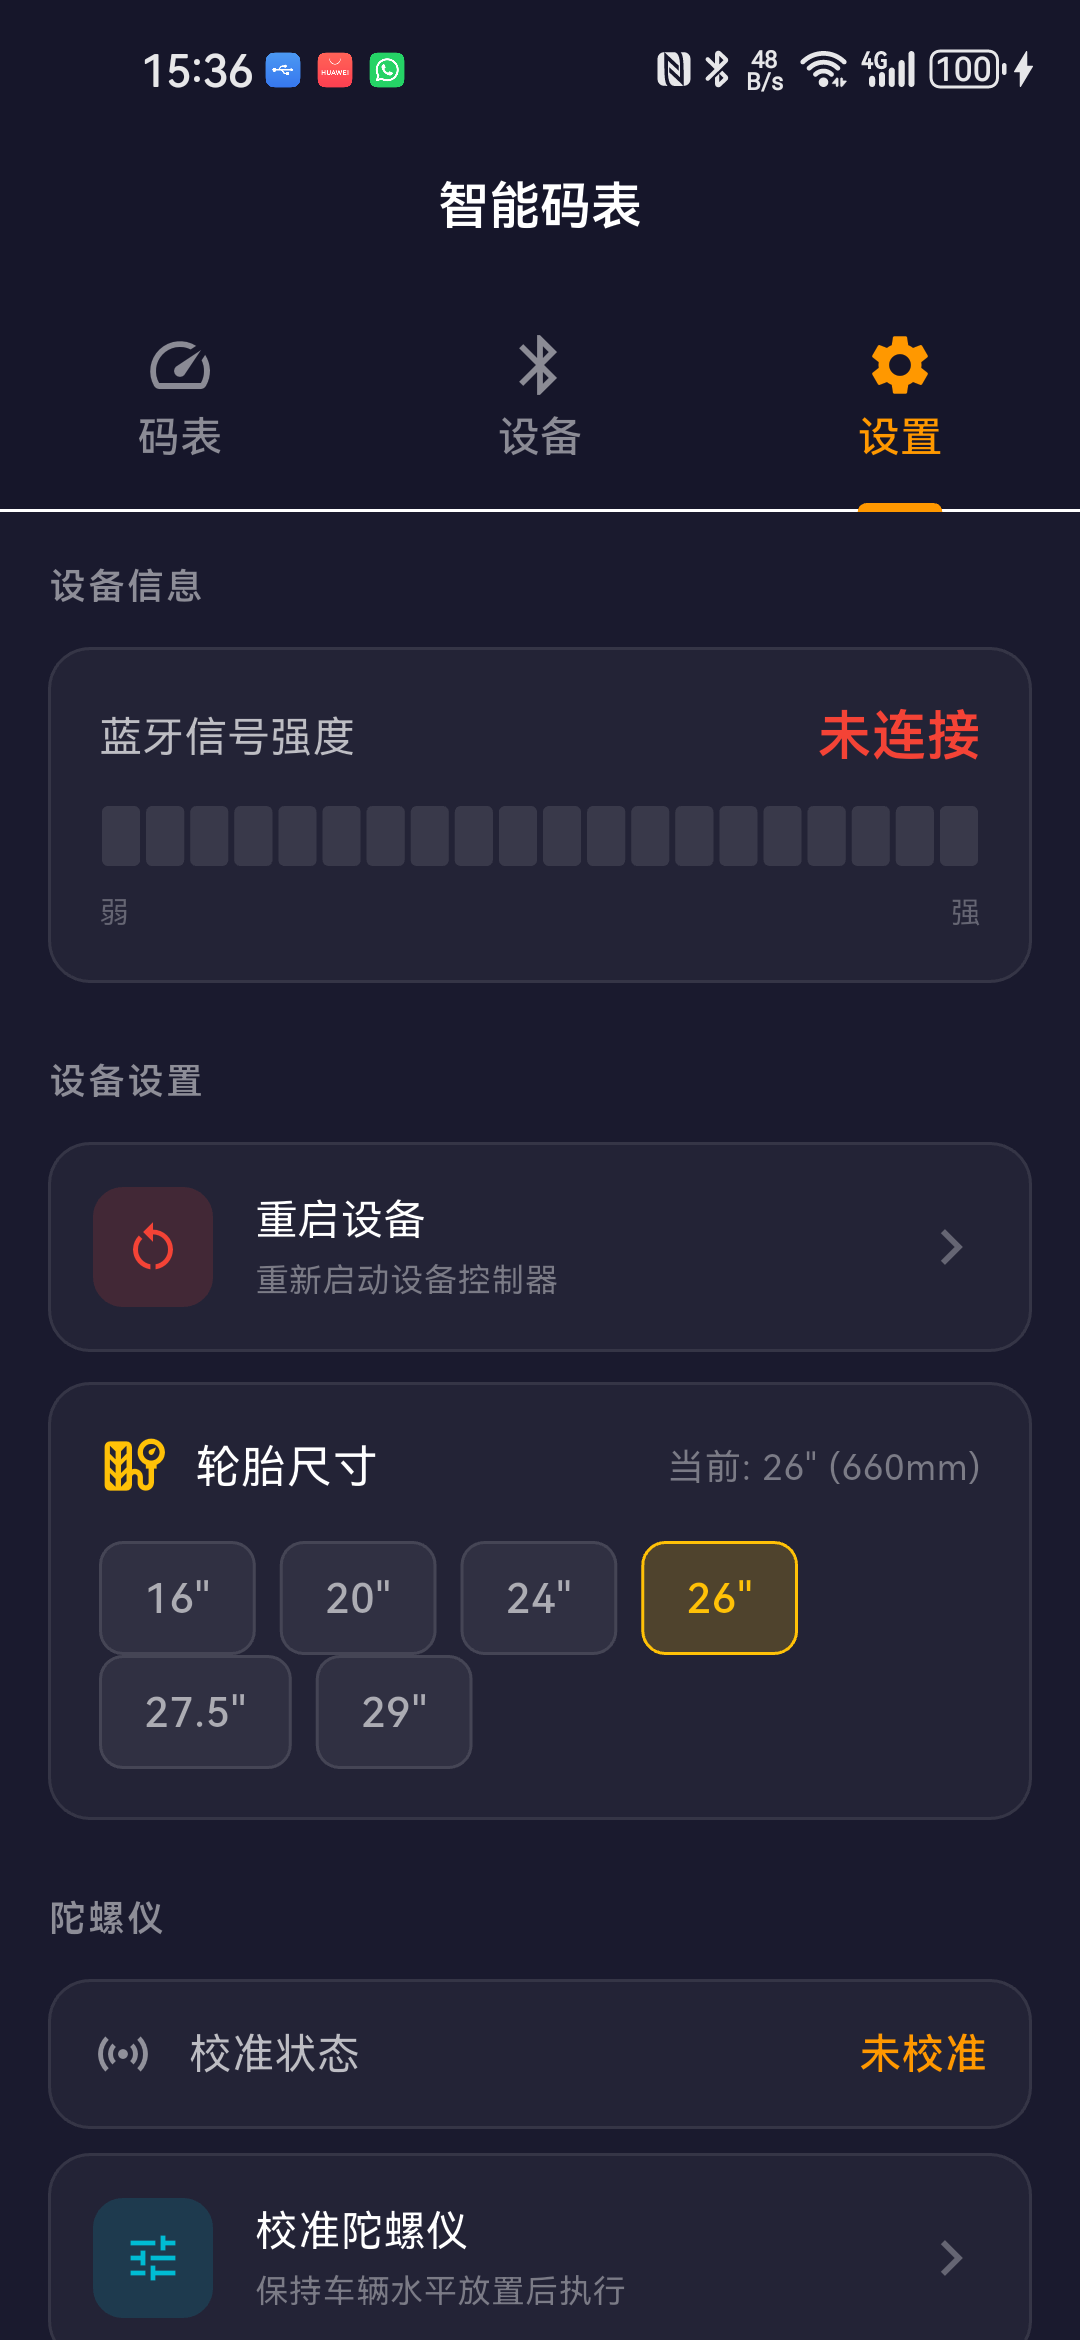 15:36
HUAWEI
48 B/s
4G
100
智能码表
码表
设备
设置
设备信息
蓝牙信号强度
未连接
弱
强
设备设置
重启设备
重新启动设备控制器
轮胎尺寸
当前: 26" (660mm)
16"
20"
24"
26"
27.5"
29"
陀螺仪
校准状态
未校准
校准陀螺仪
保持车辆水平放置后执行